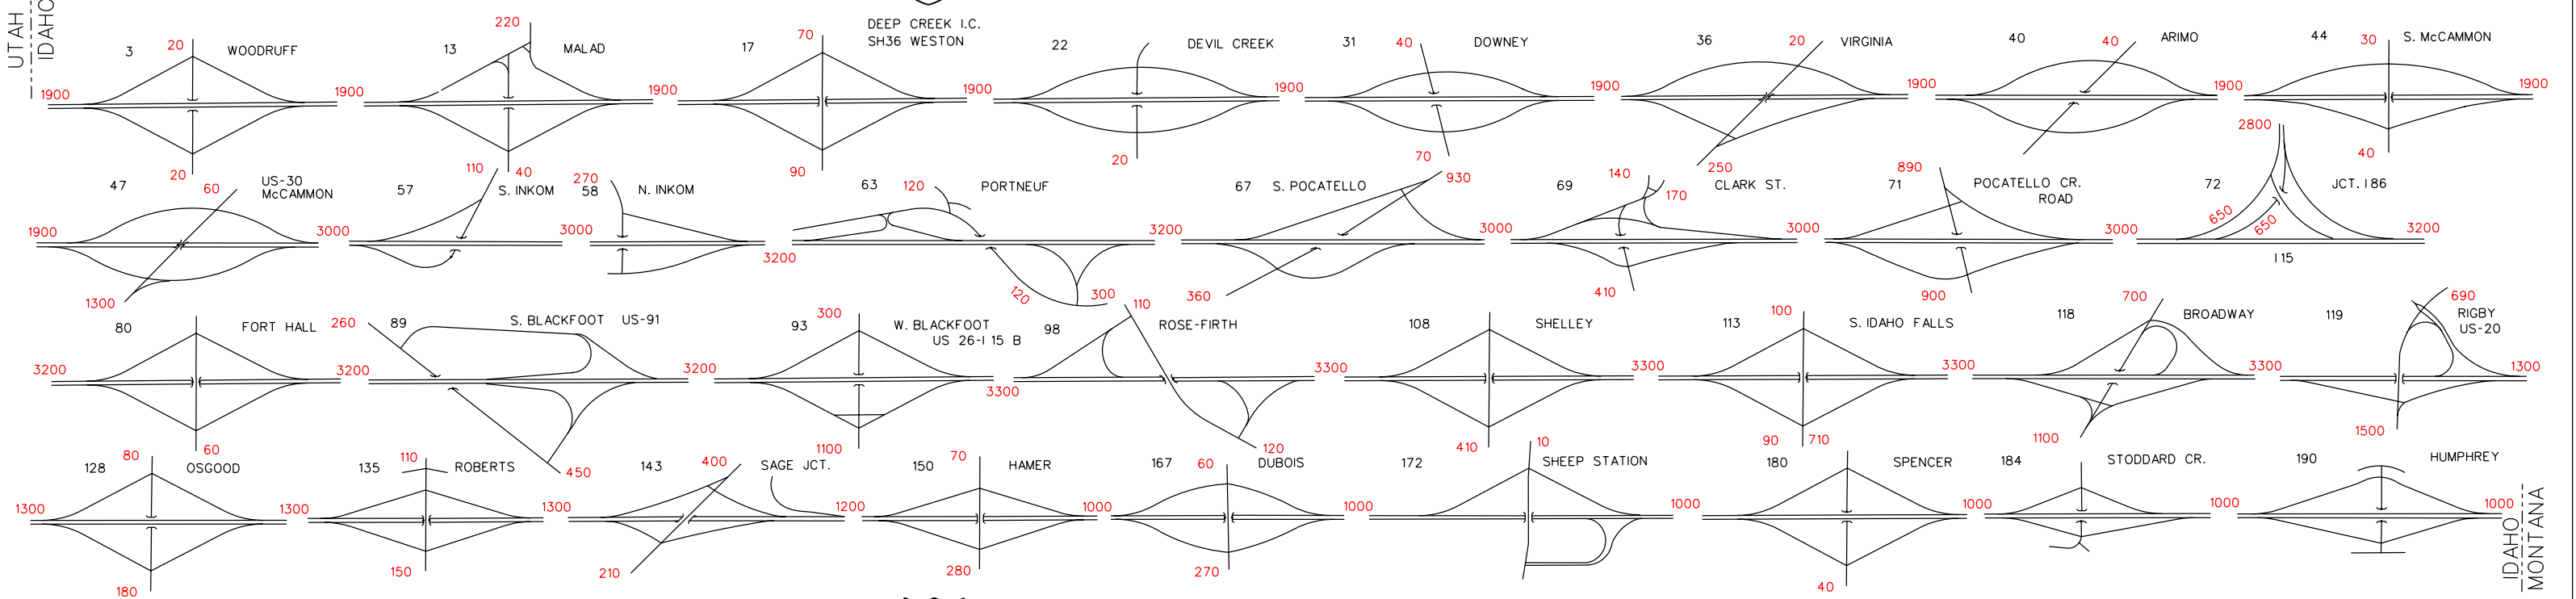 UTAH
IDAHO
3
20
WOODRUFF
1900
20
13
220
MALAD
1900
40
17
70
DEEP CREEK I.C.
SH36 WESTON
1900
90
22
DEVIL CREEK
1900
20
31
40
DOWNEY
1900
70
36
20
VIRGINIA
1900
250
40
40
ARIMO
1900
44
30
S. McCAMMON
1900
1900
40
47
60
US-30
McCAMMON
1900
1300
57
110
S. INKOM
3000
58
270
N. INKOM
3000
3200
63
120
PORTNEUF
120
300
3200
67
S. POCATELLO
930
360
3000
69
140
170
CLARK ST.
410
3000
71
890
POCATELLO CR.
ROAD
900
3000
72
2800
JCT. I 86
650
650
3200
I 15
80
FORT HALL
3200
60
89
260
S. BLACKFOOT US-91
3200
450
93
300
W. BLACKFOOT
US 26-I 15 B
3200
1100
98
110
ROSE-FIRTH
3300
120
108
SHELLEY
3300
410
113
100
S. IDAHO FALLS
3300
710
118
700
BROADWAY
3300
1100
119
690
RIGBY
US-20
3300
1300
1500
128
80
OSGOOD
1300
180
135
110
ROBERTS
1300
150
143
400
SAGE JCT.
1300
210
150
70
HAMER
1200
280
167
60
DUBOIS
1000
270
172
10
SHEEP STATION
1000
180
90
SPENCER
1000
40
184
STODDARD CR.
1000
190
HUMPHREY
1000
1000
IDAHO
MONTANA